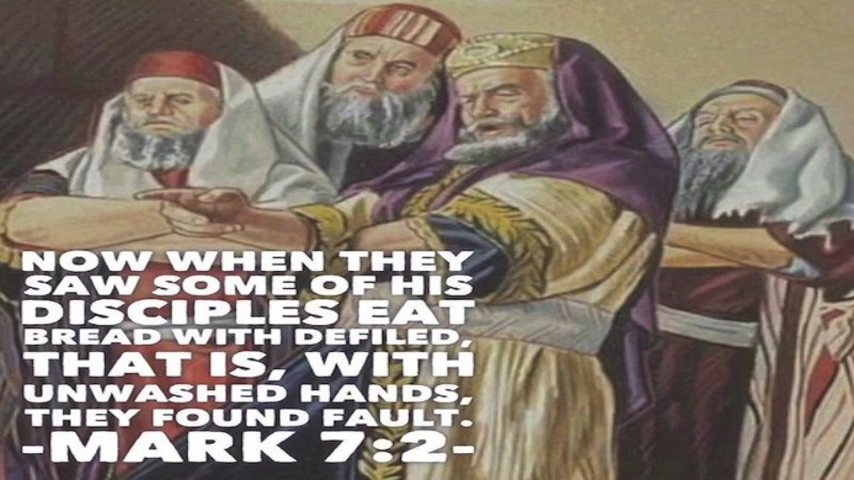 NOW WHEN THEY
SAW SOME OF HIS
DISCIPLES EAT
BREAD WITH DEFILED,
THAT IS, WITH
UNWASHED HANDS,
THEY FOUND FAULT.
-MARK 7:2-